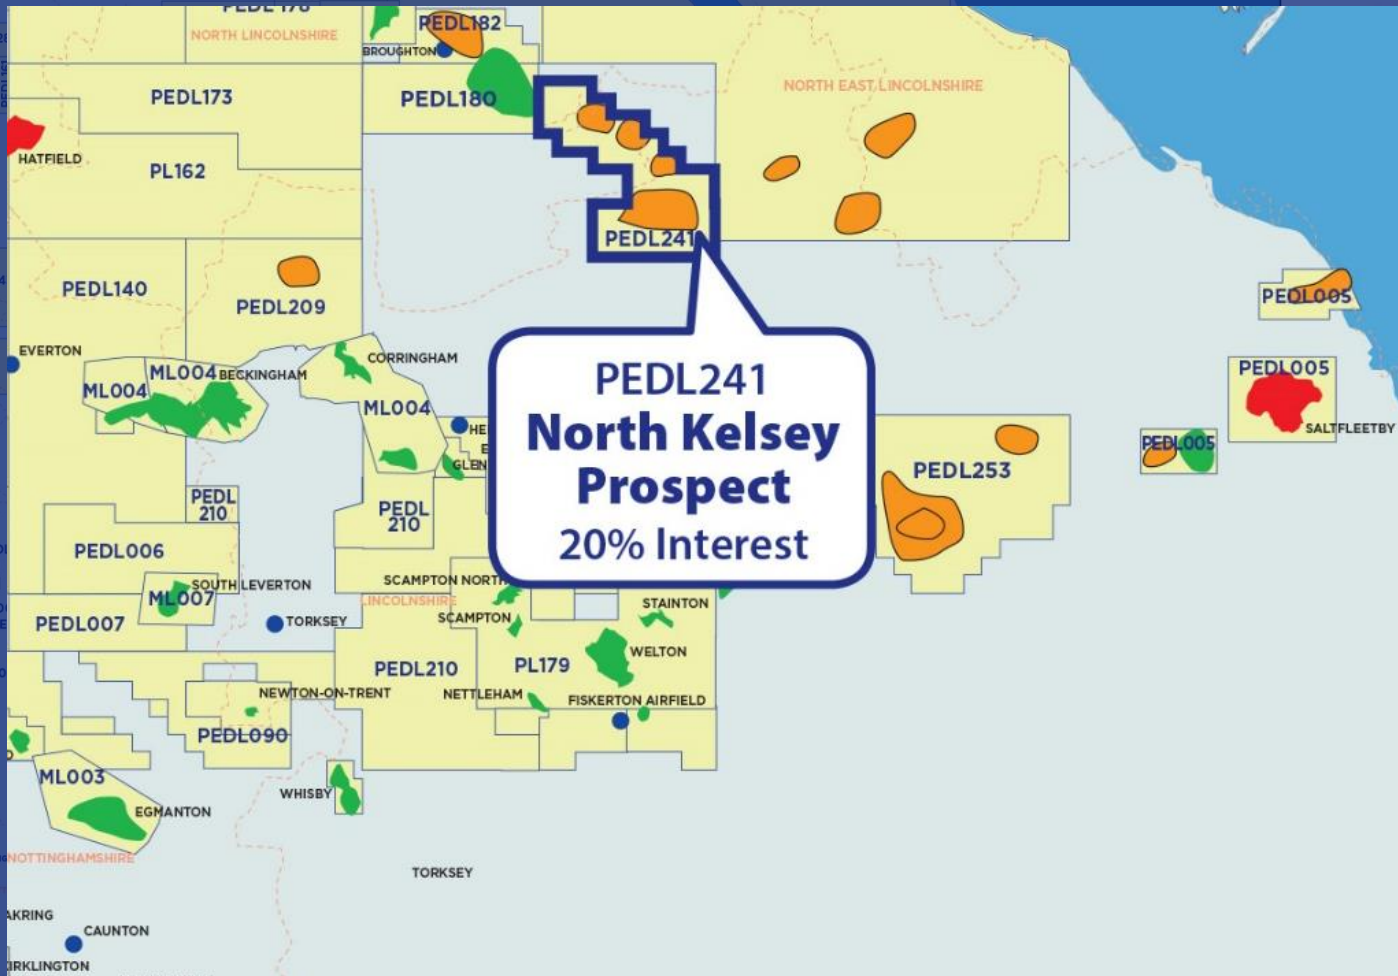 PEDL182
NORTH LINCOLNSHIRE
BROUGHTON
PEDL173
PEDL180
NORTH EAST LINCOLNSHIRE
HATFIELD
PL162
PEDL241
PEDL140
PEDL209
PEDL005
EVERTON
ML004
BECKINGHAM
ML004
CORRINGHAM
ML004
PEDL241
North Kelsey
Prospect
20% Interest
PEDL005
SALTFLEETBY
PEDL005
PEDL253
PEDL
210
PEDL
210
PEDL006
SOUTH LEVERTON
ML007
SCAMPTON NORTH
LINCOLNSHIRE
STAINTON
PEDL007
TORKSEY
SCAMPTON
WELTON
PEDL210
PL179
NEWTON-ON-TRENT
NETTLEHAM
FISKERTON AIRFIELD
PEDL090
ML003
WHISBY
EGMANTON
NOTTINGHAMSHIRE
TORKSEY
CAUNTON